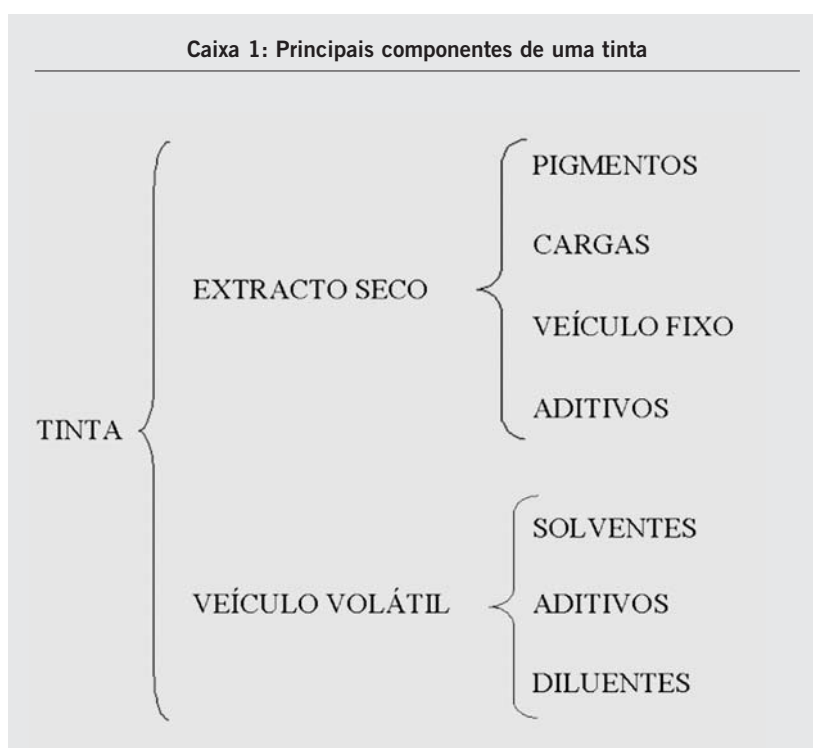 Caixa 1: Principais componentes de uma tinta
PIGMENTOS
CARGAS
EXTRACTO SECO
VEÍCULO FIXO
ADITIVOS
TINTA
SOLVENTES
VEÍCULO VOLÁTIL
ADITIVOS
DILUENTES